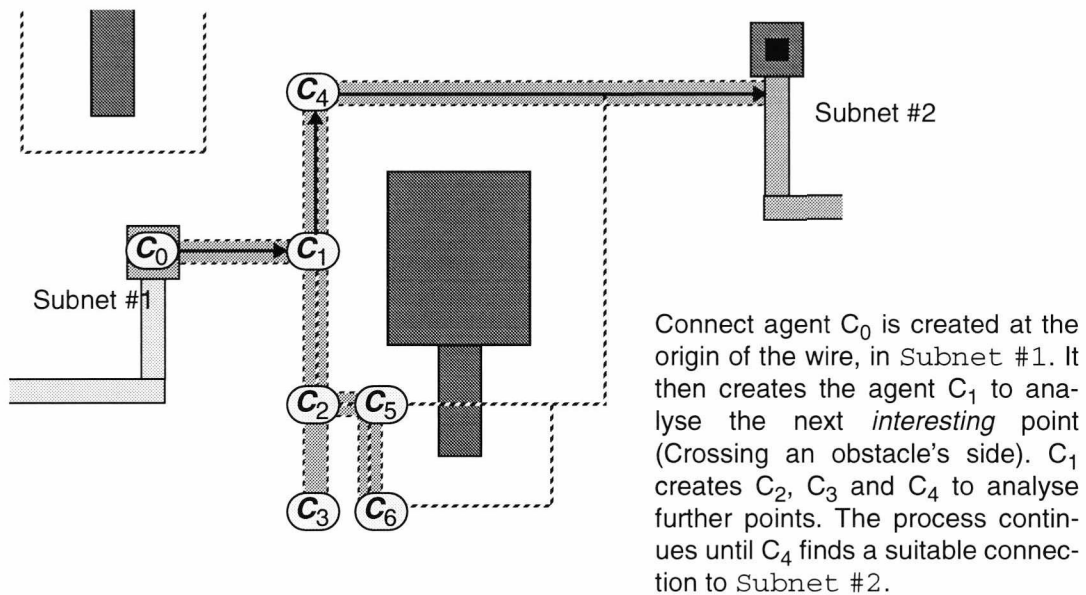 C4
Subnet #2
C0
C1
Subnet #1
C2
C5
C3
C6
Connect agent C0 is created at the
origin of the wire, in Subnet #1. It
then creates the agent C1 to ana-
lyse the next interesting point
(Crossing an obstacle's side). C1
creates C2, C3 and C4 to analyse
further points. The process contin-
ues until C4 finds a suitable connec-
tion to Subnet #2.